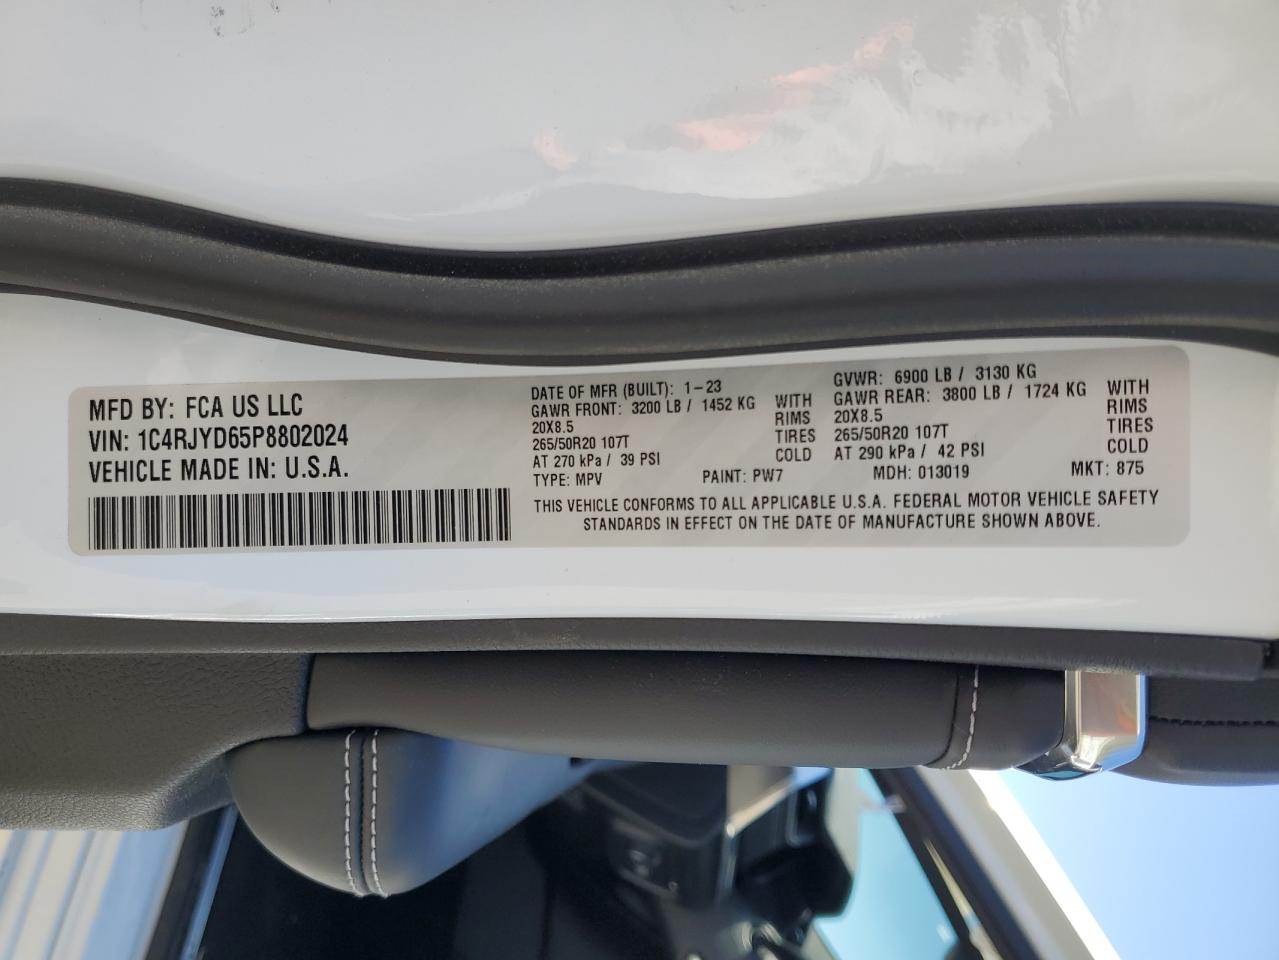 MFD BY: FCA US LLC
VIN: 1C4RJYD65P8802024
VEHICLE MADE IN: U.S.A.
DATE OF MFR (BUILT): 1-23
GAWR FRONT: 3200 LB / 1452 KG
20X8.5
265/50R20 107T
AT 270 kPa / 39 PSI
WITH
RIMS
TIRES
COLD
GVWR: 6900 LB / 3130 KG
GAWR REAR: 3800 LB / 1724 KG
20X8.5
265/50R20 107T
AT 290 kPa / 42 PSI
WITH
RIMS
TIRES
COLD
TYPE: MPV PAINT: PW7 MDH: 013019 MKT: 875
THIS VEHICLE CONFORMS TO ALL APPLICABLE U.S.A. FEDERAL MOTOR VEHICLE SAFETY
STANDARDS IN EFFECT ON THE DATE OF MANUFACTURE SHOWN ABOVE.